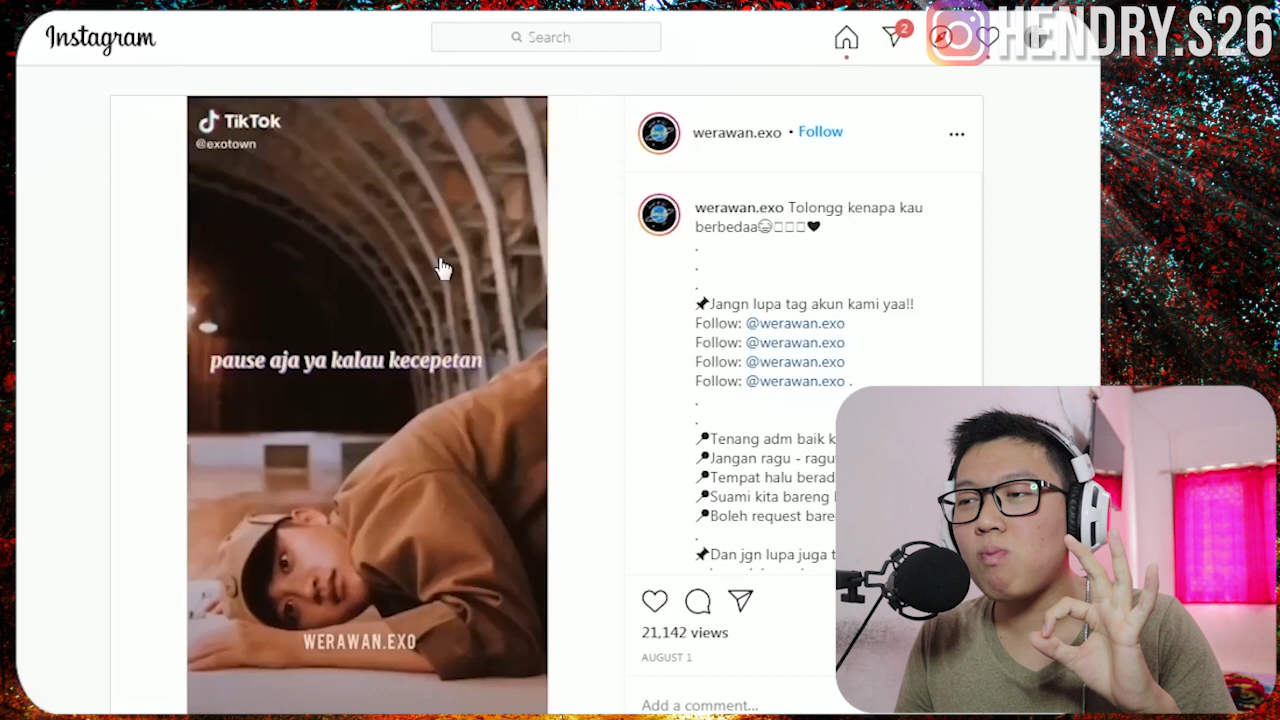 Instagram
Search
2
HENDRY.S26
TikTok
@exotown
pause aja ya kalau kecepetan
WERAWAN.EXO
werawan.exo • Follow
werawan.exo Tolongg kenapa kau
berbedaa😔□□□🖤
.
.
.
📌Jangn lupa tag akun kami yaa!!
Follow: @werawan.exo
Follow: @werawan.exo
Follow: @werawan.exo
Follow: @werawan.exo .
.
.
Tenang adm baik
Jangan ragu - ragu
Tempat halu
Suami kita bareng
Boleh request
.
📌Dan jgn lupa juga
21,142 views
AUGUST 1
Add a comment...